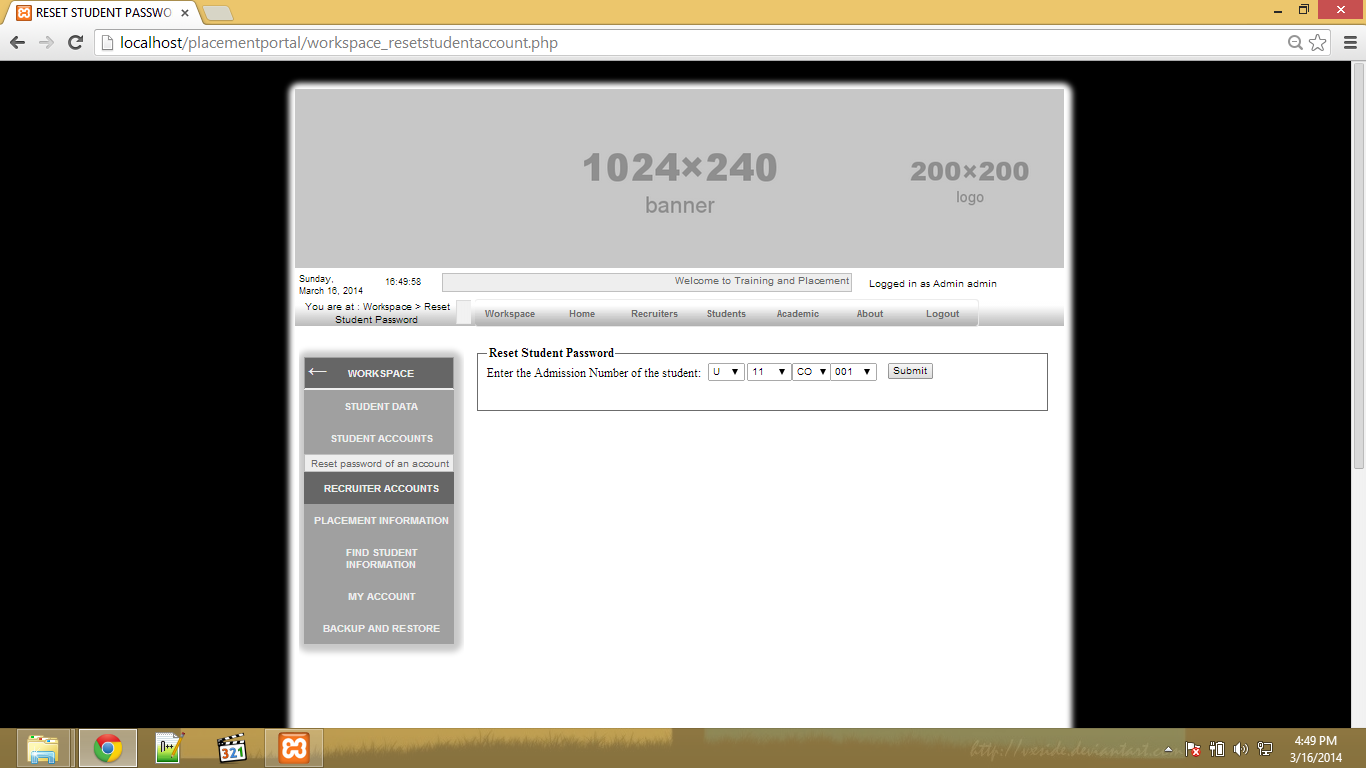 RESET STUDENT PASSWO
localhost/placementportal/workspace_resetstudentaccount.php
1024×240
banner
200×200
logo
Sunday,
March 16, 2014
16:49:58
Welcome to Training and Placement
Logged in as Admin admin
You are at : Workspace > Reset
Student Password
Workspace Home Recruiters Students Academic About Logout
← WORKSPACE
STUDENT DATA
STUDENT ACCOUNTS
Reset password of an account
RECRUITER ACCOUNTS
PLACEMENT INFORMATION
FIND STUDENT
INFORMATION
MY ACCOUNT
BACKUP AND RESTORE
Reset Student Password
Enter the Admission Number of the student: U 11 CO 001 Submit
321
http://veside.deviantart.com
4:49 PM
3/16/2014